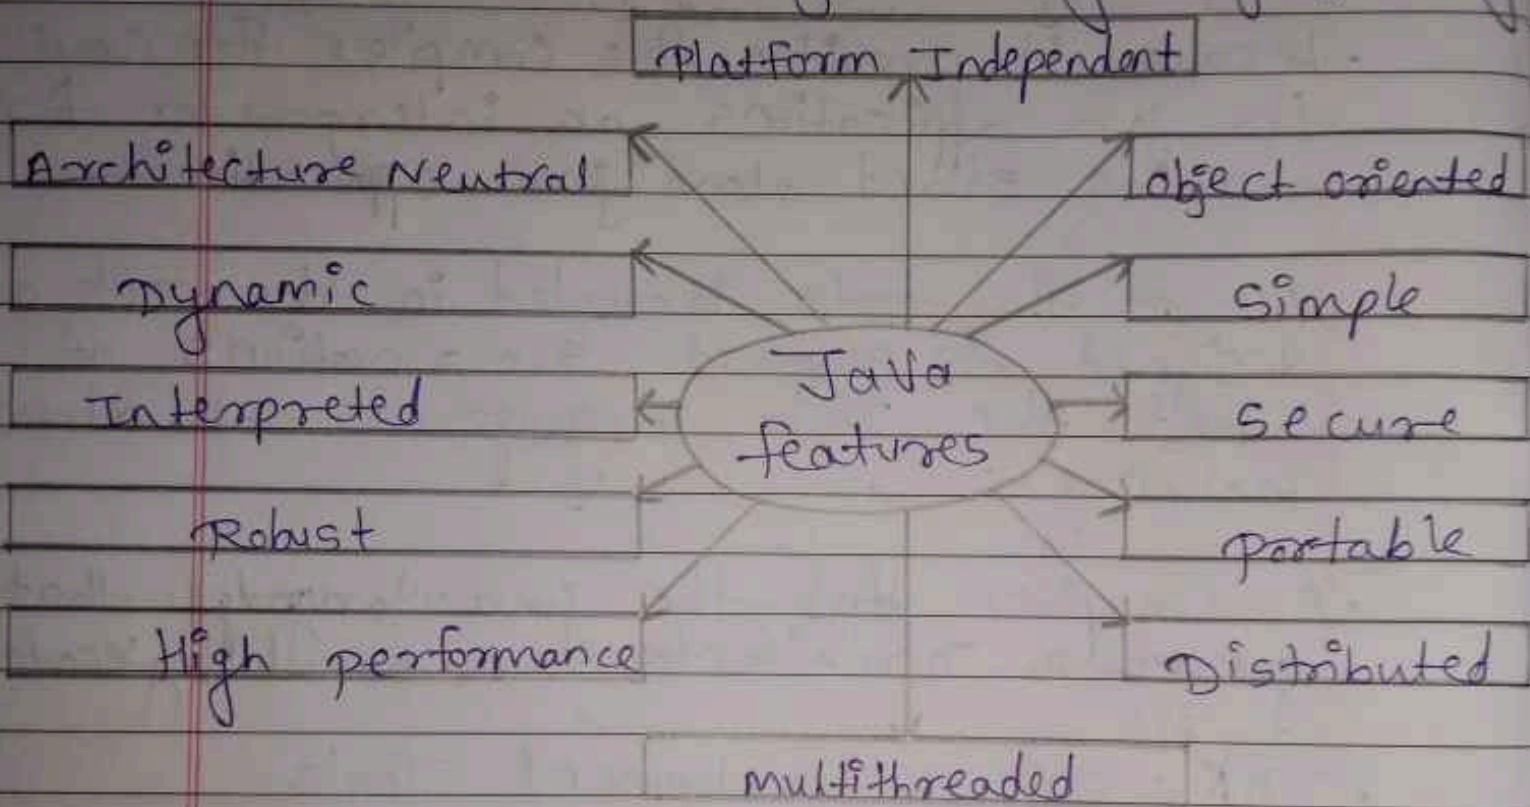 Platform Independent
Architecture Neutral
Object oriented
Dynamic
Simple
Java
features
Interpreted
Secure
Robust
portable
High performance
Distributed
multithreaded